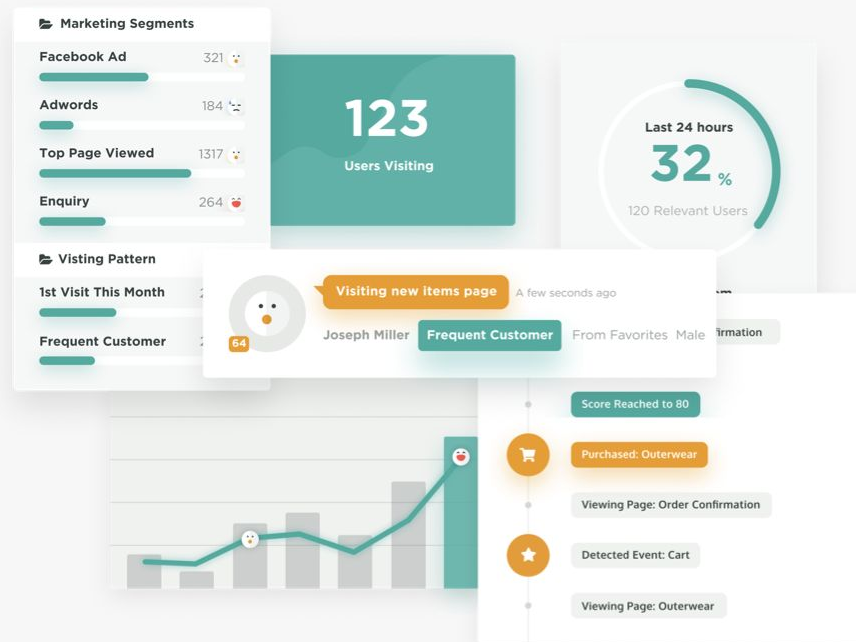 Marketing Segments
Facebook Ad 321
Adwords 184
Top Page Viewed 1317
Enquiry 264
Visting Pattern
1st Visit This Month
Frequent Customer
123
Users Visiting
Last 24 hours
32 %
120 Relevant Users
Visiting new items page A few seconds ago
64
Joseph Miller Frequent Customer From Favorites Male
Score Reached to 80
Purchased: Outerwear
Viewing Page: Order Confirmation
Detected Event: Cart
Viewing Page: Outerwear